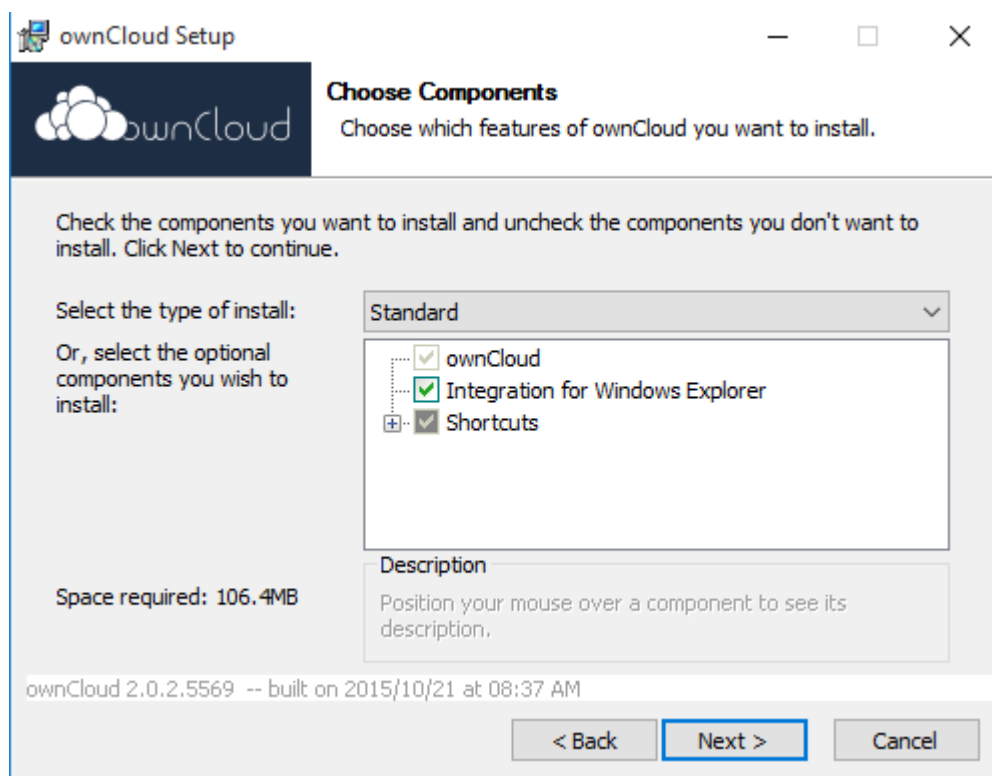 ownCloud Setup
ownCloud
Choose Components
Choose which features of ownCloud you want to install.
Check the components you want to install and uncheck the components you don't want to
install. Click Next to continue.
Select the type of install:
Standard
Or, select the optional
components you wish to
install:
ownCloud
Integration for Windows Explorer
Shortcuts
Space required: 106.4MB
Description
Position your mouse over a component to see its
description.
ownCloud 2.0.2.5569 -- built on 2015/10/21 at 08:37 AM
< Back
Next >
Cancel